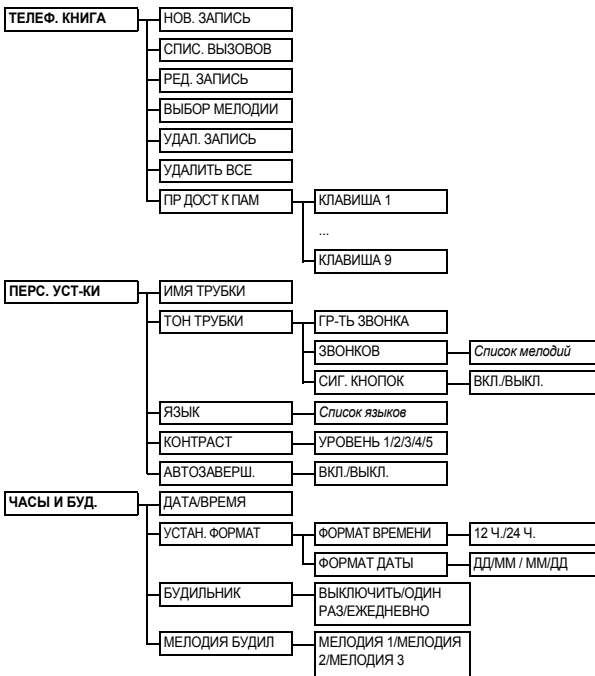 ТЕЛЕФ. КНИГА
НОВ. ЗАПИСЬ
СПИС. ВЫЗОВОВ
РЕД. ЗАПИСЬ
ВЫБОР МЕЛОДИИ
УДАЛ. ЗАПИСЬ
УДАЛИТЬ ВСЕ
ПР ДОСТ К ПАМ
КЛАВИША 1
...
КЛАВИША 9
ПЕРС. УСТ-КИ
ИМЯ ТРУБКИ
ТОН ТРУБКИ
ГР-ТЬ ЗВОНКА
ЗВОНКОВ
Список мелодий
СИГ. КНОПОК
ВКЛ./ВЫКЛ.
ЯЗЫК
Список языков
КОНТРАСТ
УРОВЕНЬ 1/2/3/4/5
АВТОЗАВЕРШ.
ВКЛ./ВЫКЛ.
ЧАСЫ И БУД.
ДАТА/ВРЕМЯ
УСТАН. ФОРМАТ
ФОРМАТ ВРЕМЕНИ
12 Ч./24 Ч.
ФОРМАТ ДАТЫ
ДД/ММ / ММ/ДД
БУДИЛЬНИК
ВЫКЛЮЧИТЬ/ОДИН
РАЗ/ЕЖЕДНЕВНО
МЕЛОДИЯ БУДИЛ
МЕЛОДИЯ 1/МЕЛОДИЯ
2/МЕЛОДИЯ 3